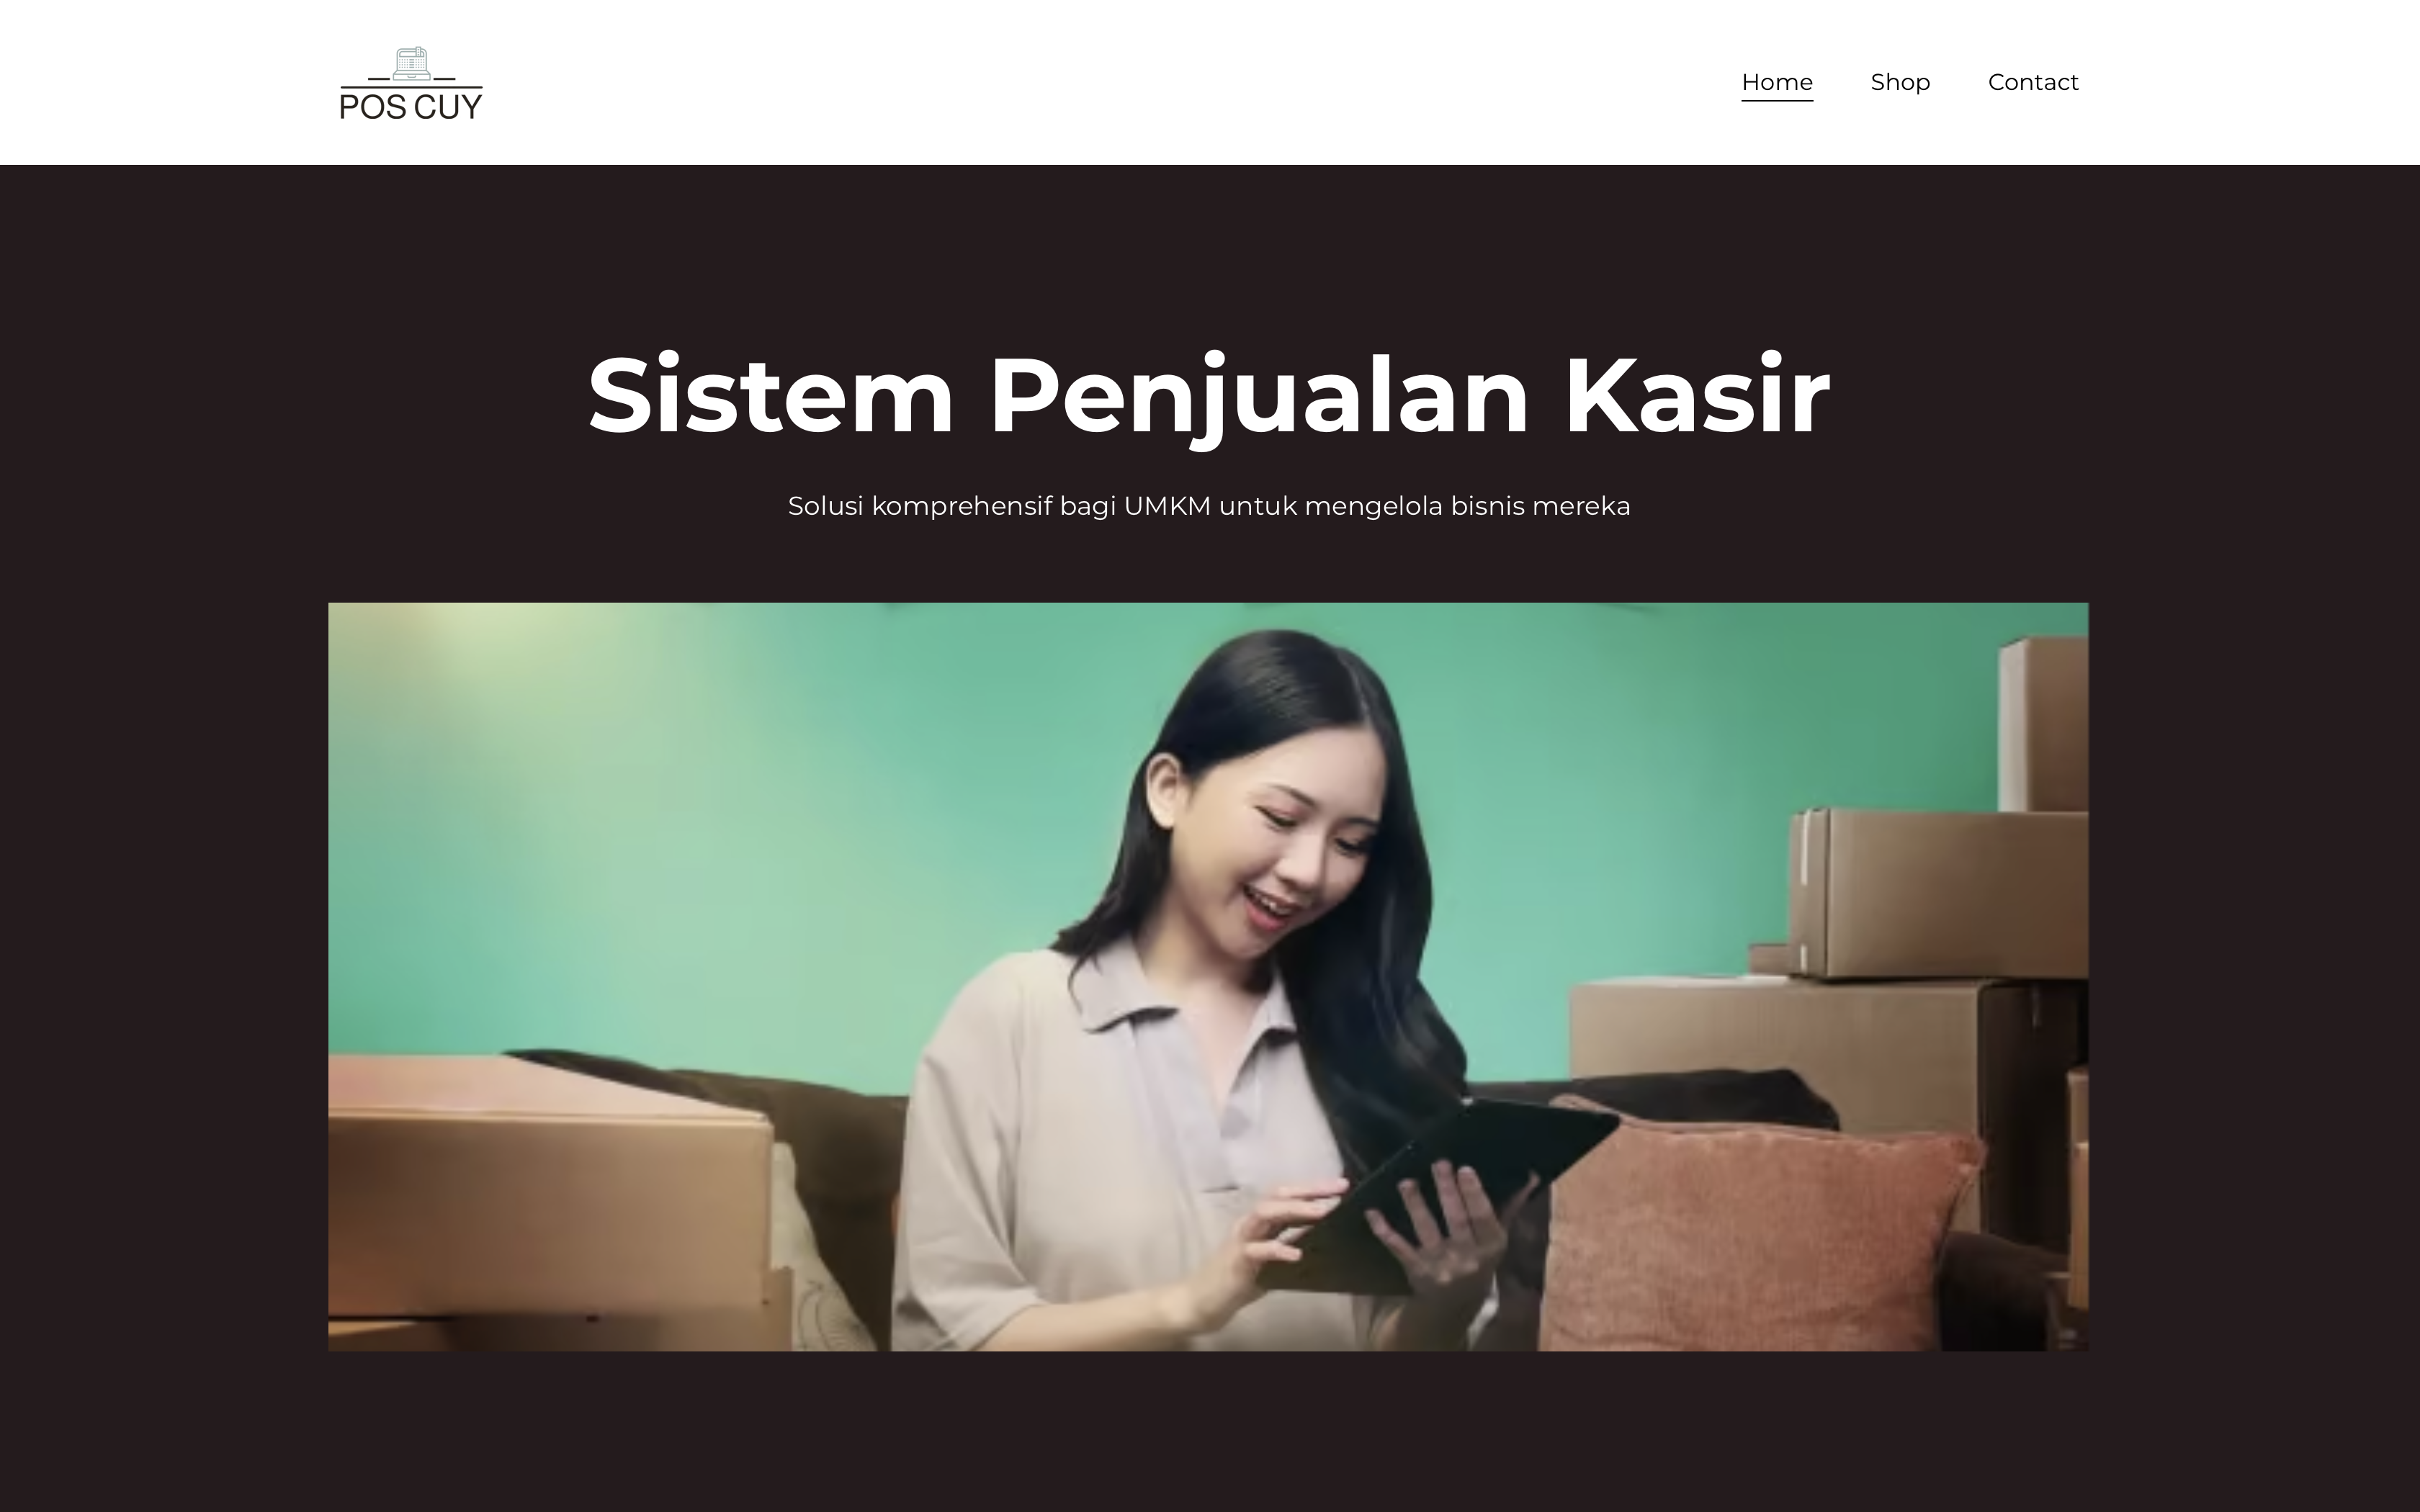 POS CUY
Home Shop Contact
Sistem Penjualan Kasir
Solusi komprehensif bagi UMKM untuk mengelola bisnis mereka